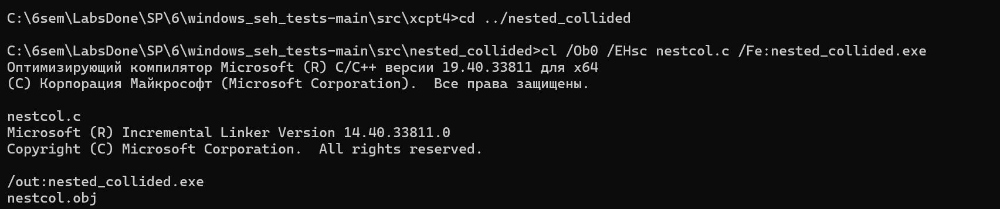 C:\6sem\LabsDone\SP\6\windows_seh_tests-main\src\xcpt4>cd ../nested_collided
C:\6sem\LabsDone\SP\6\windows_seh_tests-main\src\nested_collided>cl /Ob0 /EHsc nestcol.c /Fe:nested_collided.exe
Оптимизирующий компилятор Microsoft (R) C/C++ версии 19.40.33811 для x64
(C) Корпорация Майкрософт (Microsoft Corporation).  Все права защищены.
nestcol.c
Microsoft (R) Incremental Linker Version 14.40.33811.0
Copyright (C) Microsoft Corporation.  All rights reserved.
/out:nested_collided.exe
nestcol.obj